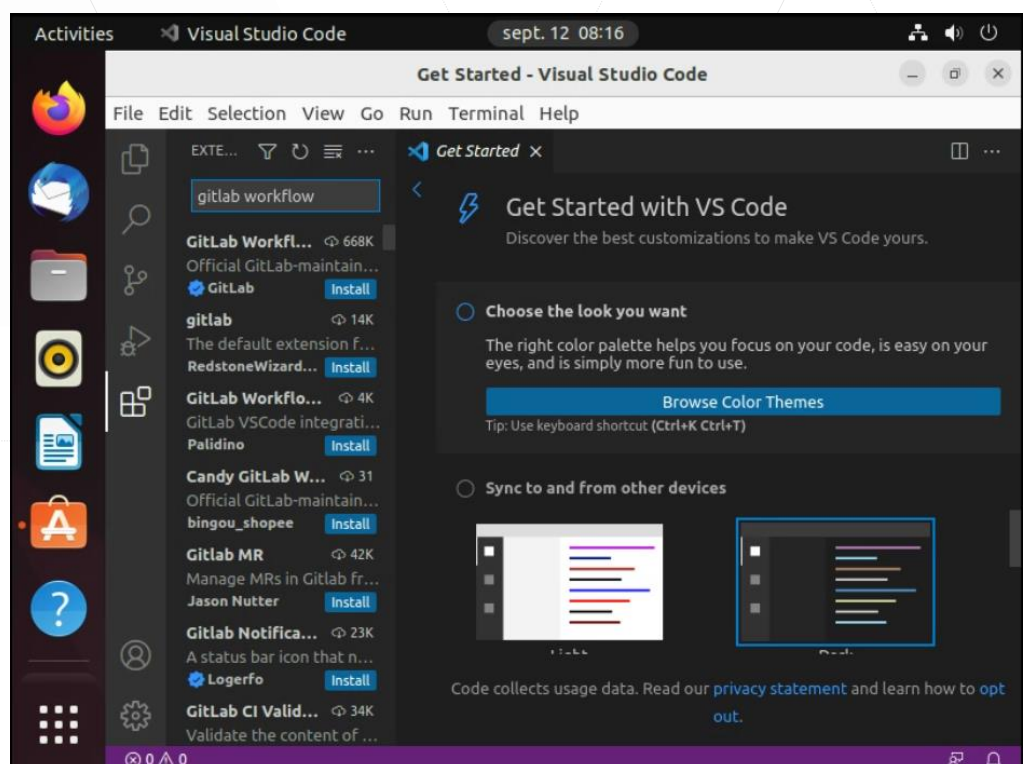 Activities
Visual Studio Code
sept. 12 08:16
Get Started - Visual Studio Code
File Edit Selection View Go Run Terminal Help
EXTE...
gitlab workflow
GitLab Workfl... 668K
Official GitLab-maintain...
GitLab Install
gitlab 14K
The default extension f...
RedstoneWizard... Install
GitLab Workflo... 4K
GitLab VSCode integrati...
Palidino Install
Candy GitLab W... 31
Official GitLab-maintain...
bingou_shopee Install
Gitlab MR 42K
Manage MRs in Gitlab fr...
Jason Nutter Install
Gitlab Notifica... 23K
A status bar icon that n...
Logerfo Install
GitLab CI Valid... 34K
Validate the content of ...
Get Started
Get Started with VS Code
Discover the best customizations to make VS Code yours.
Choose the look you want
The right color palette helps you focus on your code, is easy on your
eyes, and is simply more fun to use.
Browse Color Themes
Tip: Use keyboard shortcut (Ctrl+K Ctrl+T)
Sync to and from other devices
Light
Dark
Code collects usage data. Read our privacy statement and learn how to opt
out.
0 0